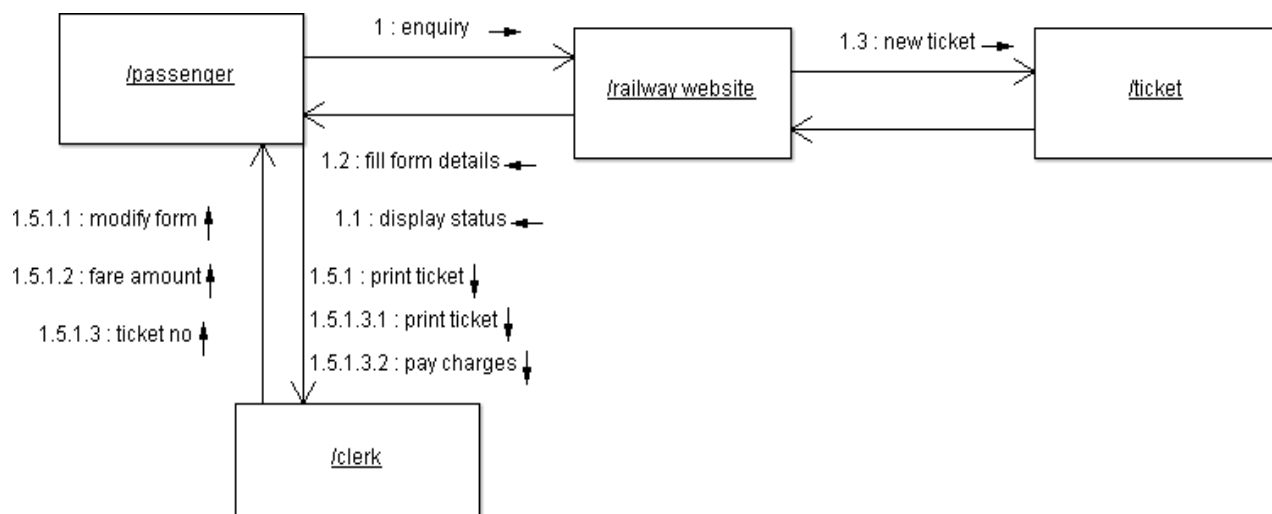 1 : enquiry
1.3 : new ticket
/passenger
/railway website
/ticket
1.2 : fill form details
1.5.1.1 : modify form
1.1 : display status
1.5.1.2 : fare amount
1.5.1 : print ticket
1.5.1.3 : ticket no
1.5.1.3.1 : print ticket
1.5.1.3.2 : pay charges
/clerk